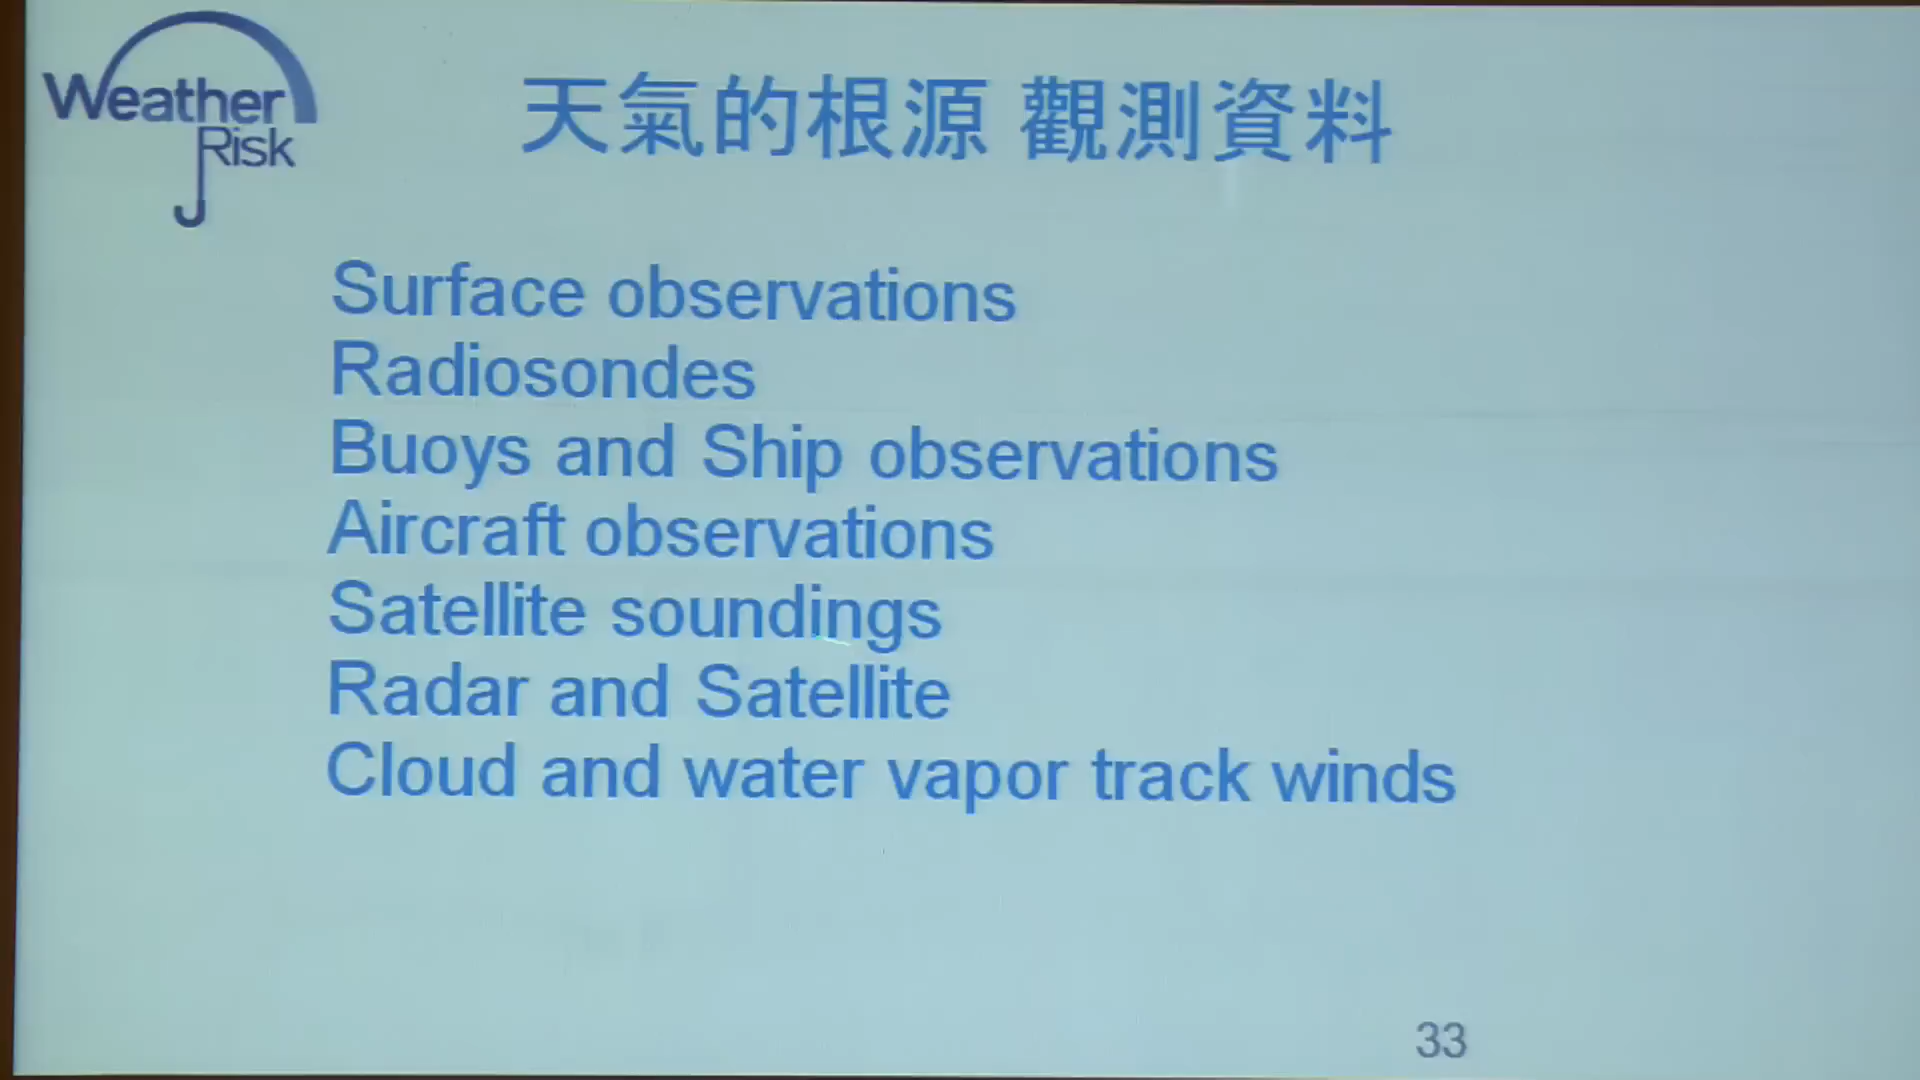 Weather
Risk
天氣的根源 觀測資料
Surface observations
Radiosondes
Buoys and Ship observations
Aircraft observations
Satellite soundings
Radar and Satellite
Cloud and water vapor track winds
33